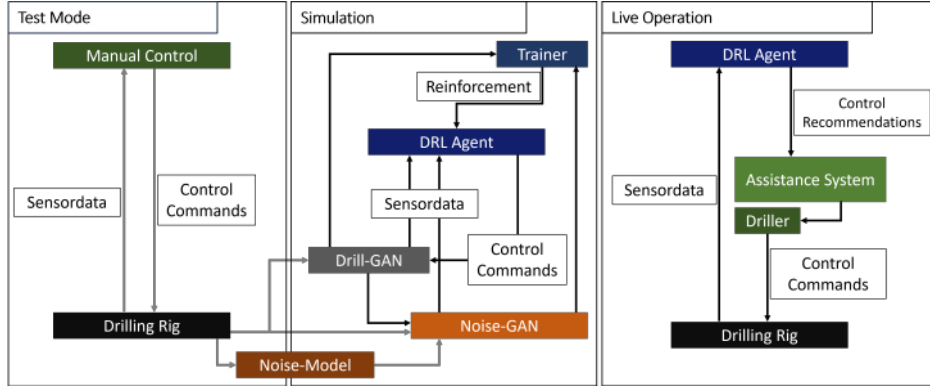 Test Mode
Manual Control
Sensordata
Control
Commands
Drilling Rig
Noise-Model
Simulation
Trainer
Reinforcement
DRL Agent
Sensordata
Drill-GAN
Control
Commands
Noise-GAN
Live Operation
DRL Agent
Control
Recommendations
Sensordata
Assistance System
Driller
Control
Commands
Drilling Rig